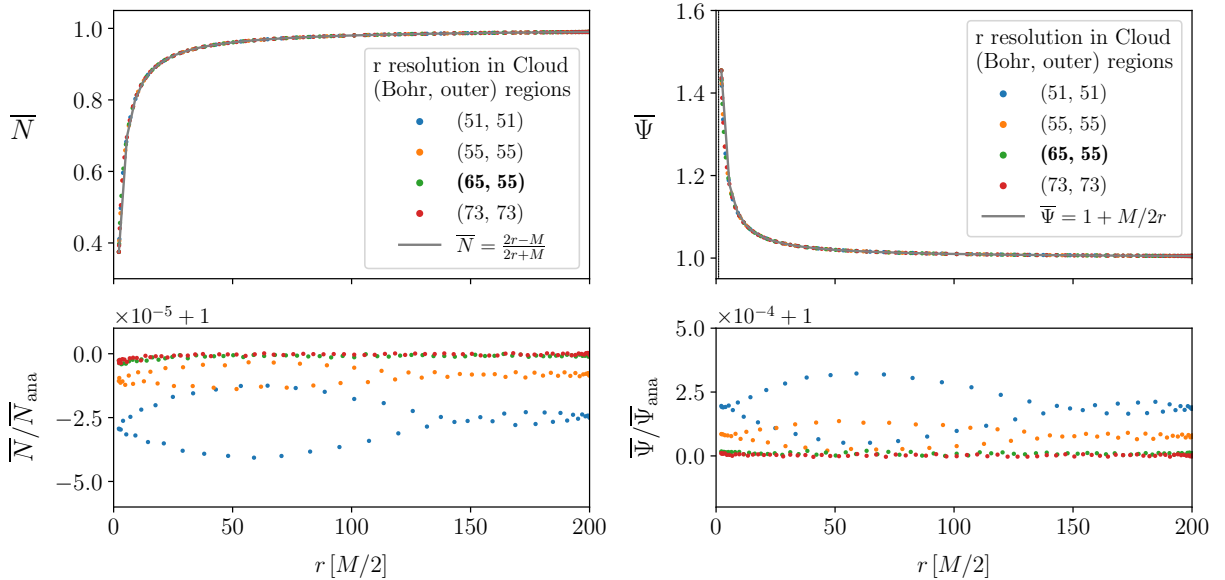 1.0
0.8
0.6
0.4
N̅
r resolution in Cloud
(Bohr, outer) regions
(51, 51)
(55, 55)
(65, 55)
(73, 73)
N̅ = (2r−M)/(2r+M)
1.6
1.4
1.2
1.0
Ψ̅
r resolution in Cloud
(Bohr, outer) regions
(51, 51)
(55, 55)
(65, 55)
(73, 73)
Ψ̅ = 1 + M/2r
×10⁻⁵ + 1
0.0
−2.5
−5.0
N̅/N̅ana
0 50 100 150 200
r [M/2]
×10⁻⁴ + 1
5.0
2.5
0.0
Ψ̅/Ψ̅ana
0 50 100 150 200
r [M/2]